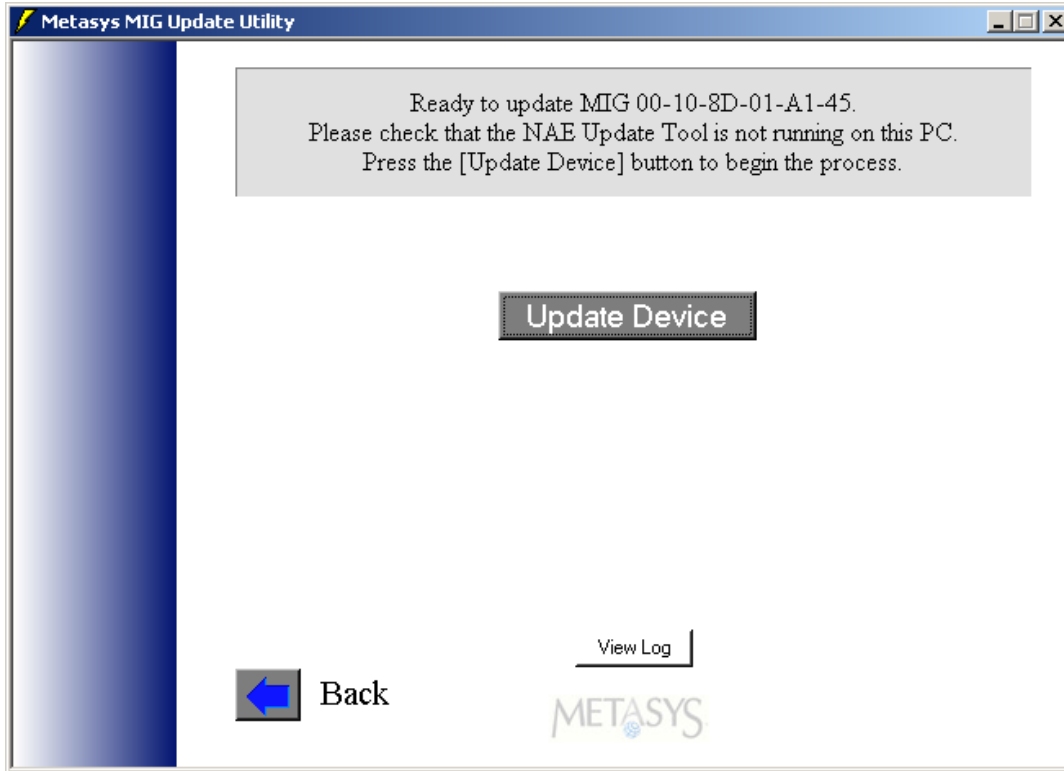 Metasys MIG Update Utility
Ready to update MIG 00-10-8D-01-A1-45.
Please check that the NAE Update Tool is not running on this PC.
Press the [Update Device] button to begin the process.
Update Device
View Log
Back
METASYS